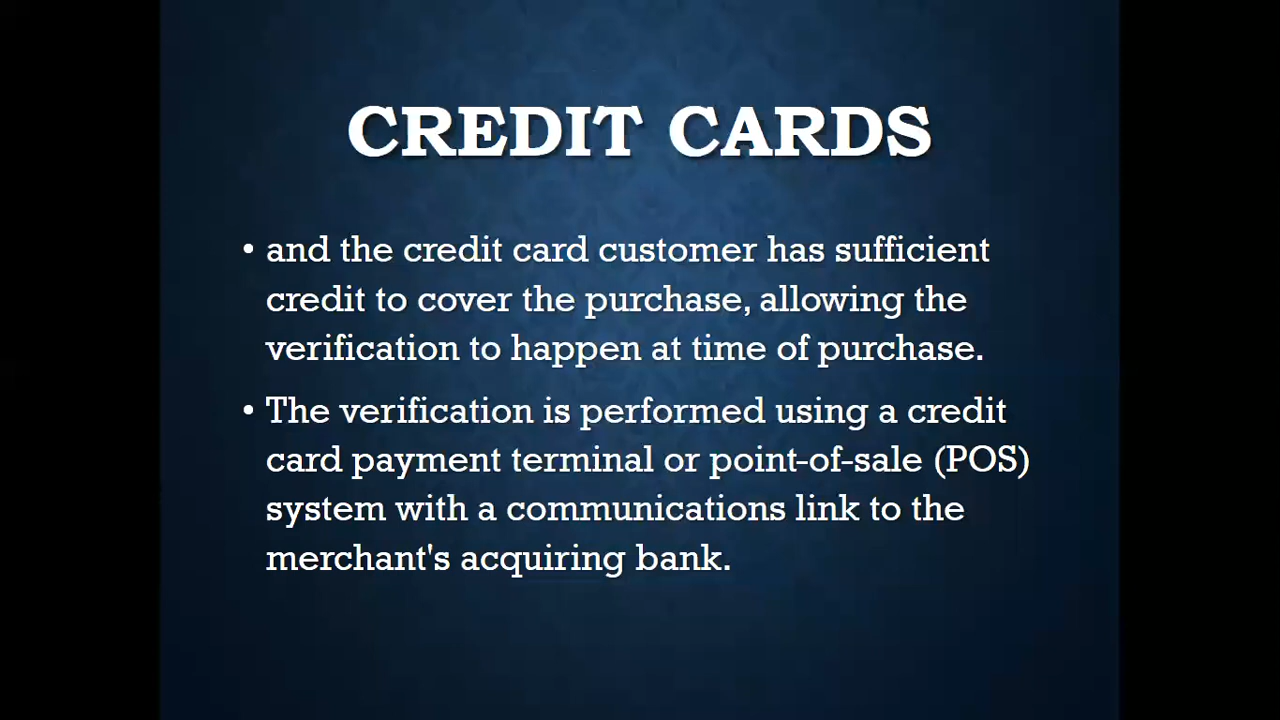 CREDIT CARDS
• and the credit card customer has sufficient
credit to cover the purchase, allowing the
verification to happen at time of purchase.
• The verification is performed using a credit
card payment terminal or point-of-sale (POS)
system with a communications link to the
merchant's acquiring bank.